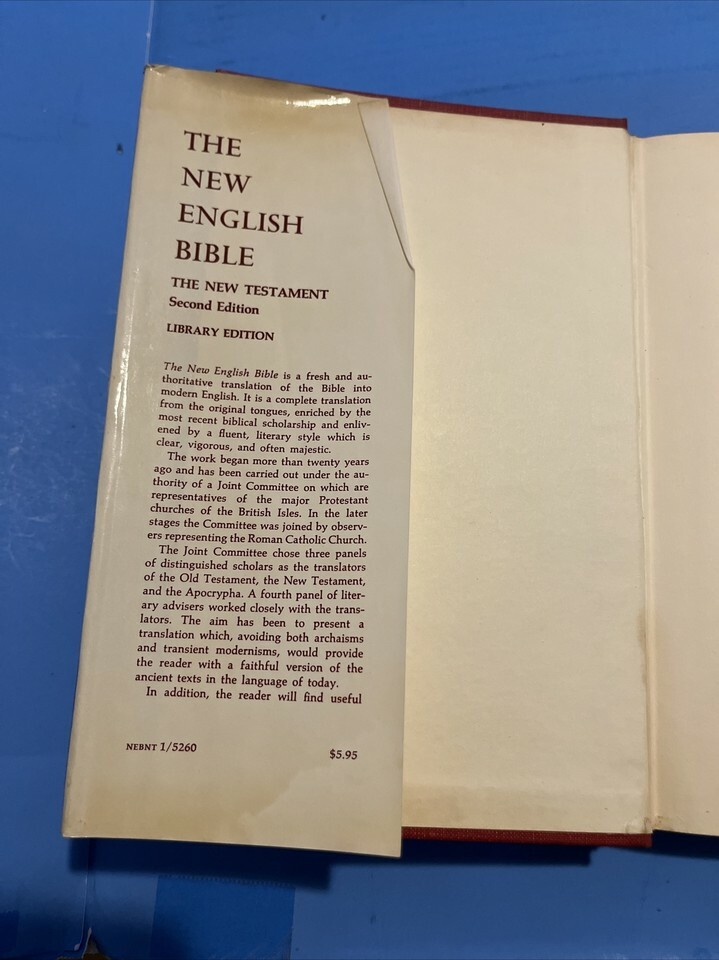 THE
NEW
ENGLISH
BIBLE
THE NEW TESTAMENT
Second Edition
LIBRARY EDITION
The New English Bible is a fresh and au-
thoritative translation of the Bible into
modern English. It is a complete translation
from the original tongues, enriched by the
most recent biblical scholarship and enliv-
ened by a fluent, literary style which is
clear, vigorous, and often majestic.
The work began more than twenty years
ago and has been carried out under the au-
thority of a Joint Committee on which are
representatives of the major Protestant
churches of the British Isles. In the later
stages the Committee was joined by observ-
ers representing the Roman Catholic Church.
The Joint Committee chose three panels
of distinguished scholars as the translators
of the Old Testament, the New Testament,
and the Apocrypha. A fourth panel of liter-
ary advisers worked closely with the trans-
lators. The aim has been to present a
translation which, avoiding both archaisms
and transient modernisms, would provide
the reader with a faithful version of the
ancient texts in the language of today.
In addition, the reader will find useful
NEBNT 1/5260
$5.95